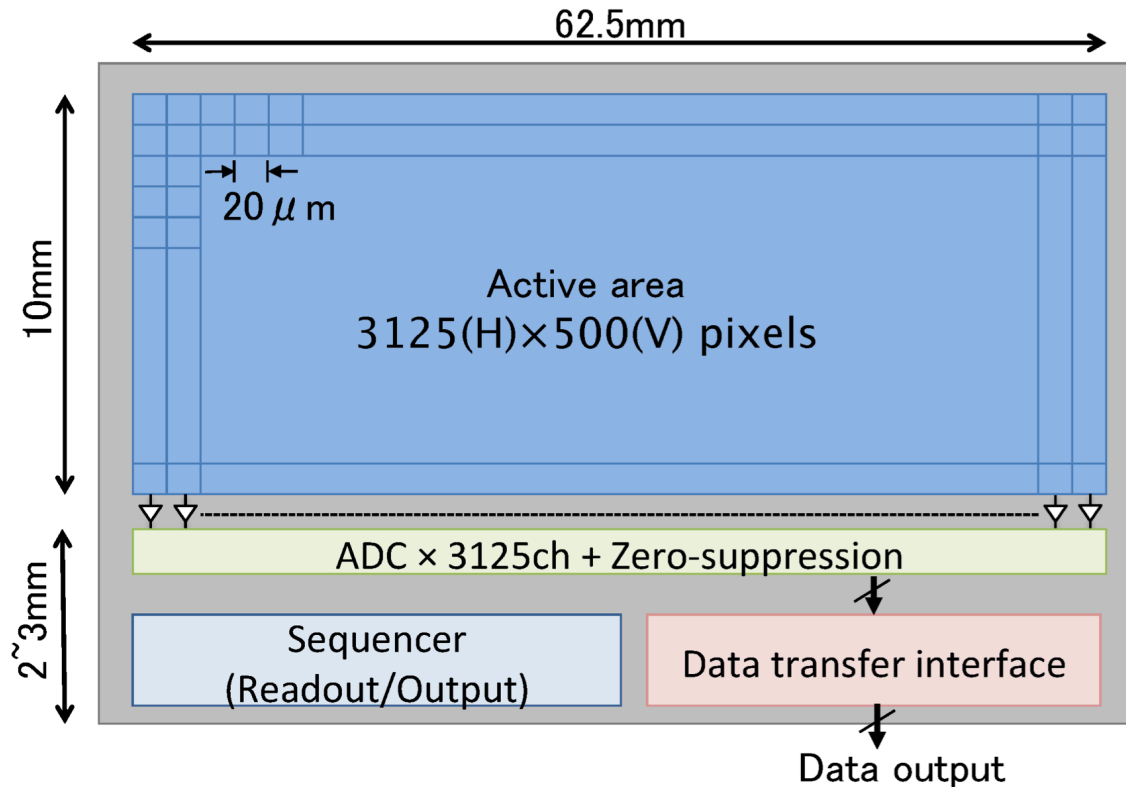 62.5mm
10mm
20μm
Active area
3125(H)×500(V) pixels
ADC × 3125ch + Zero-suppression
2~3mm
Sequencer
(Readout/Output)
Data transfer interface
Data output